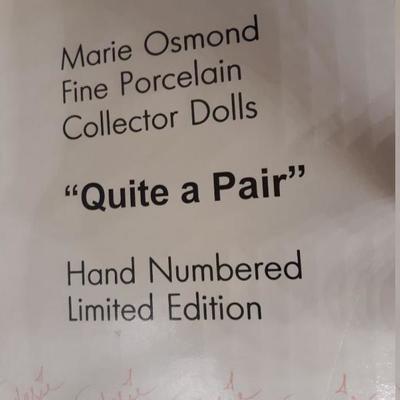 Marie Osmond
Fine Porcelain
Collector Dolls
“Quite a Pair”
Hand Numbered
Limited Edition